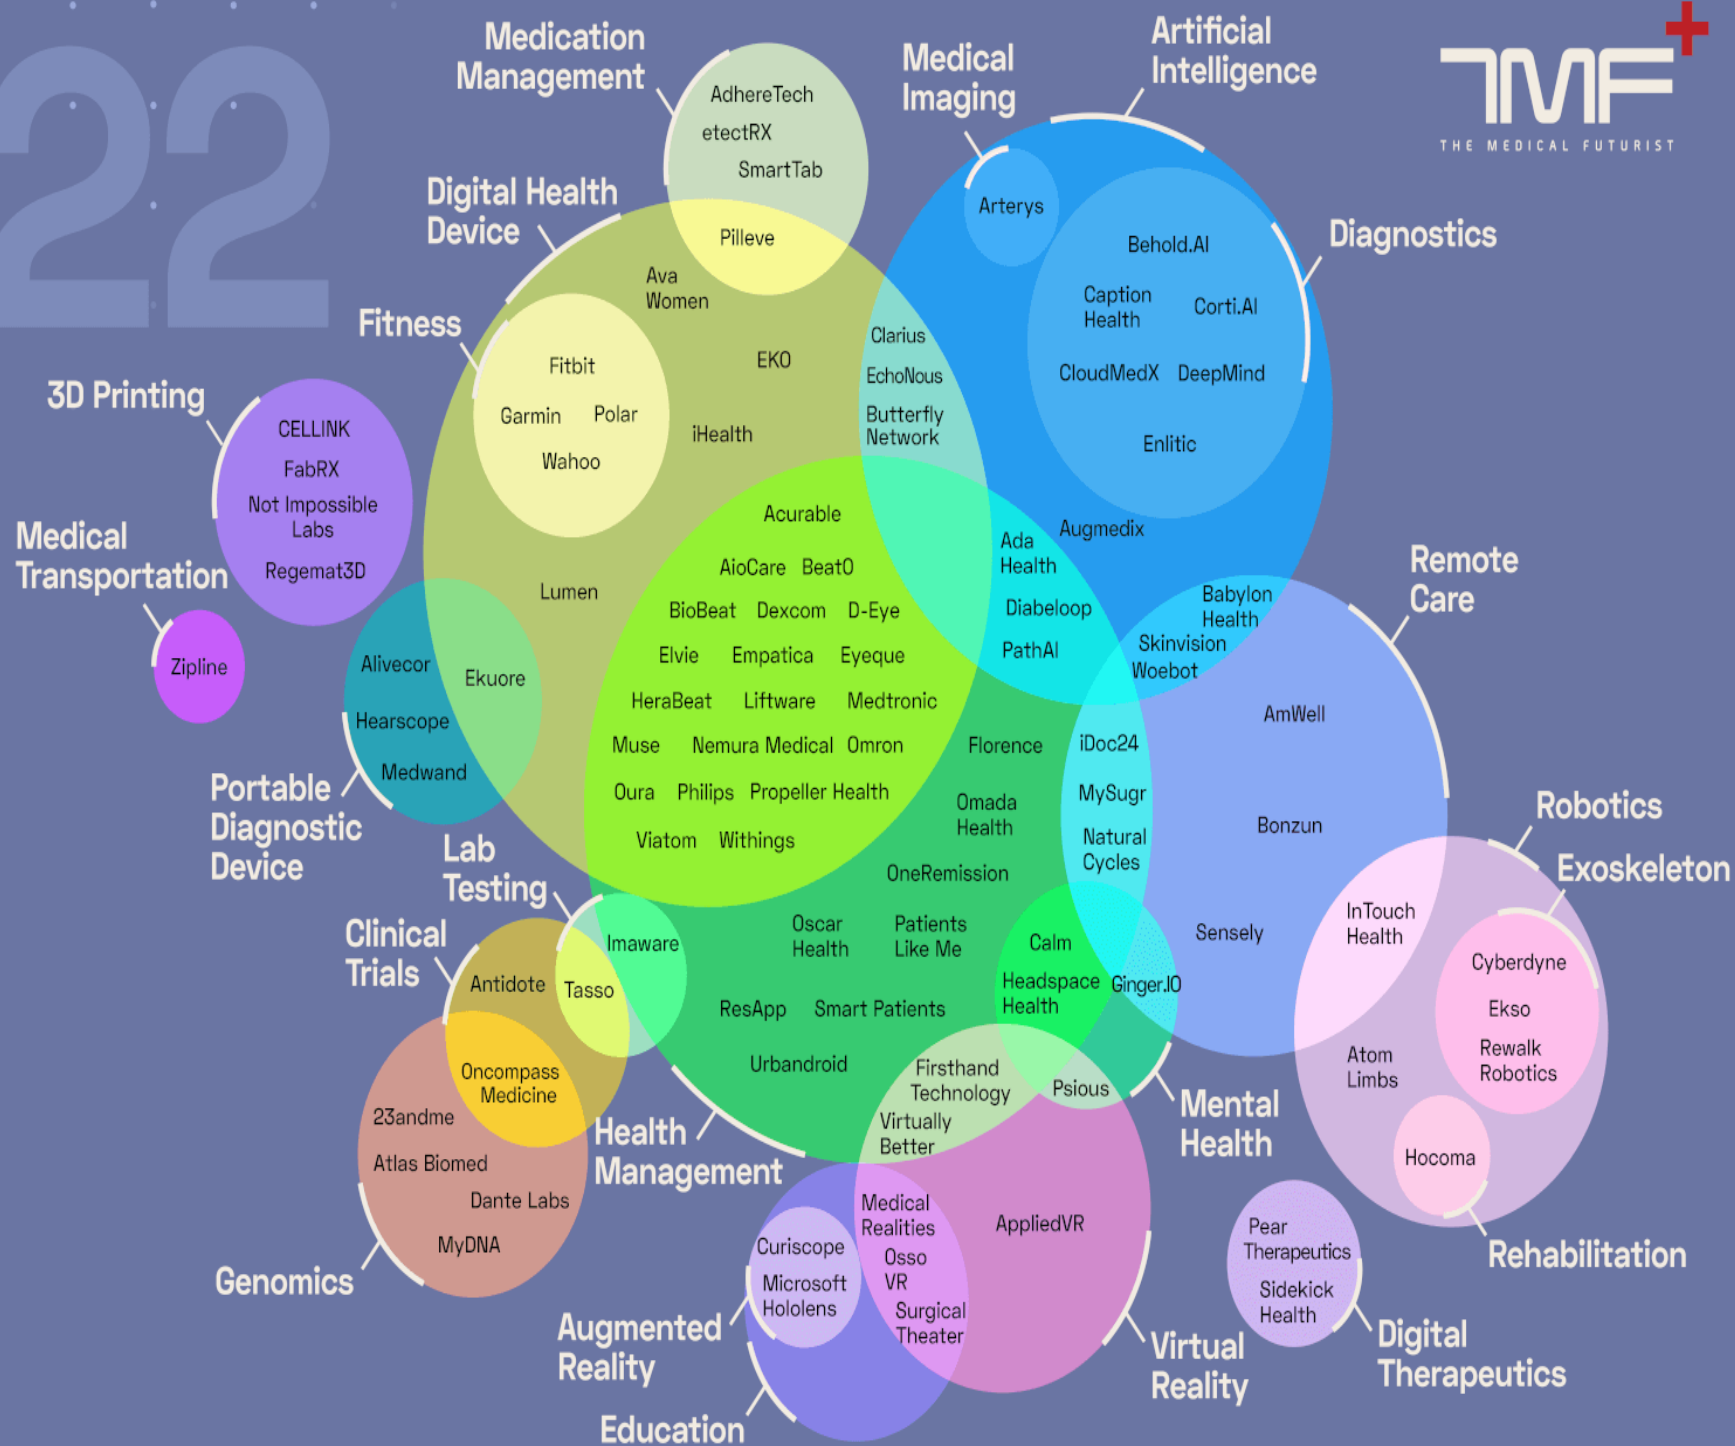 22
TMF
THE MEDICAL FUTURIST
Medication
Management
AdhereTech
etectRX
SmartTab
Pilleve
Medical
Imaging
Arterys
Artificial
Intelligence
Diagnostics
Behold.AI
Caption
Health
Corti.AI
CloudMedX
DeepMind
Enlitic
Augmedix
Digital Health
Device
Ava
Women
EKO
iHealth
Lumen
Fitness
Fitbit
Garmin
Polar
Wahoo
Clarius
EchoNous
Butterfly
Network
3D Printing
CELLINK
FabRX
Not Impossible
Labs
Regemat3D
Medical
Transportation
Zipline
Alivecor
Ekuore
Hearscope
Medwand
Portable
Diagnostic
Device
Acurable
AioCare
BeatO
BioBeat
Dexcom
D-Eye
Elvie
Empatica
Eyeque
HeraBeat
Liftware
Medtronic
Muse
Nemura Medical
Omron
Oura
Philips
Propeller Health
Viatom
Withings
Ada
Health
Diabeloop
PathAI
Remote
Care
Babylon
Health
Skinvision
Woebot
AmWell
Bonzun
Sensely
iDoc24
MySugr
Natural
Cycles
Florence
Omada
Health
OneRemission
Oscar
Health
Patients
Like Me
ResApp
Smart Patients
Urbandroid
Calm
Headspace
Health
Ginger.IO
Firsthand
Technology
Virtually
Better
Psious
Mental
Health
Health
Management
Lab
Testing
Imaware
Tasso
Clinical
Trials
Antidote
Oncompass
Medicine
23andme
Atlas Biomed
Dante Labs
MyDNA
Genomics
Robotics
Exoskeleton
InTouch
Health
Cyberdyne
Ekso
Rewalk
Robotics
Atom
Limbs
Hocoma
Rehabilitation
Medical
Realities
Osso
VR
Surgical
Theater
AppliedVR
Virtual
Reality
Curiscope
Microsoft
Hololens
Augmented
Reality
Education
Pear
Therapeutics
Sidekick
Health
Digital
Therapeutics